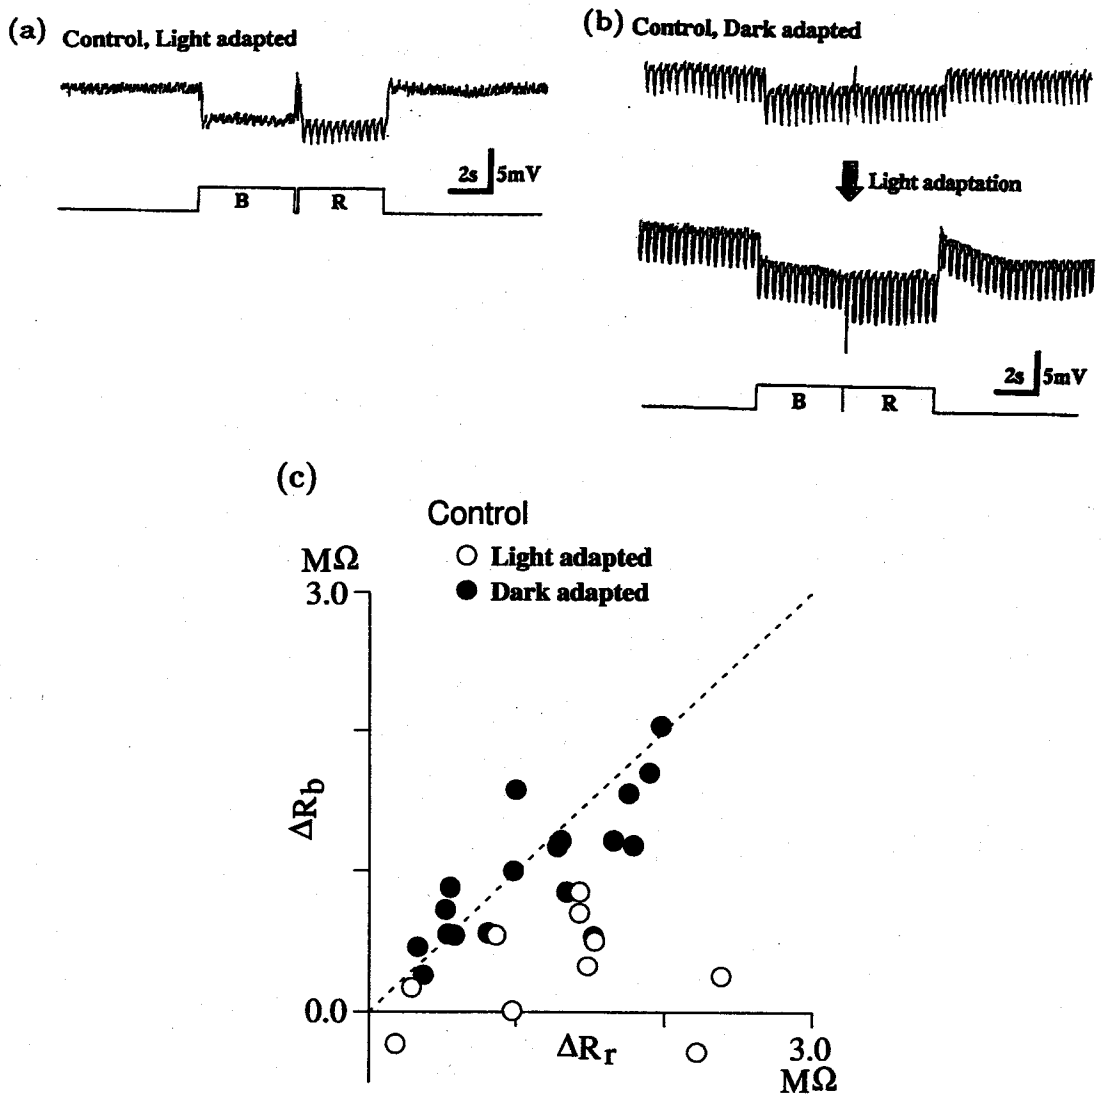 (a) Control, Light adapted
2s 5mV
B R
(b) Control, Dark adapted
Light adaptation
2s 5mV
B R
(c)
Control
MΩ
Light adapted
3.0
Dark adapted
ΔRb
0.0
ΔRr
3.0
MΩ